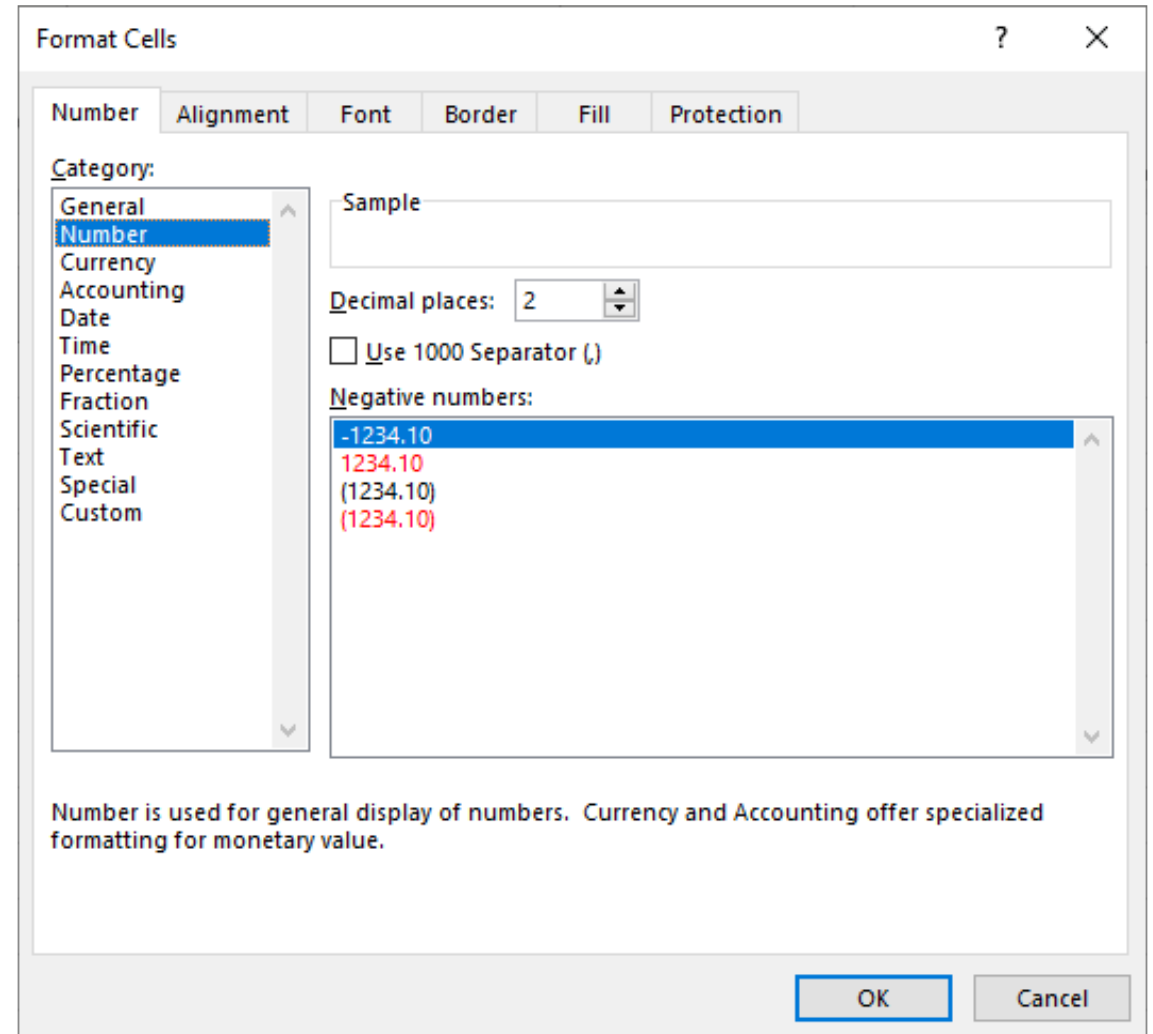 Format Cells ? ×
Number Alignment Font Border Fill Protection
Category:
General
Number
Currency
Accounting
Date
Time
Percentage
Fraction
Scientific
Text
Special
Custom
Sample
Decimal places: 2
Use 1000 Separator (,)
Negative numbers:
-1234.10
1234.10
(1234.10)
(1234.10)
Number is used for general display of numbers.  Currency and Accounting offer specialized
formatting for monetary value.
OK Cancel